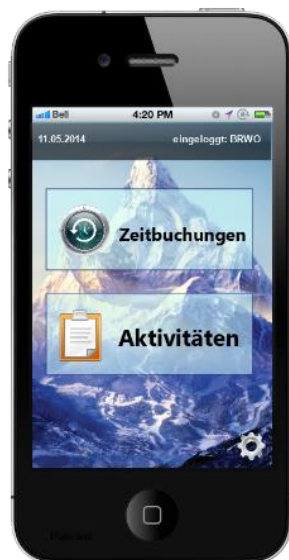 Bell 4:20 PM
11.05.2014 eingeloggt: BRWO
Zeitbuchungen
Aktivitäten